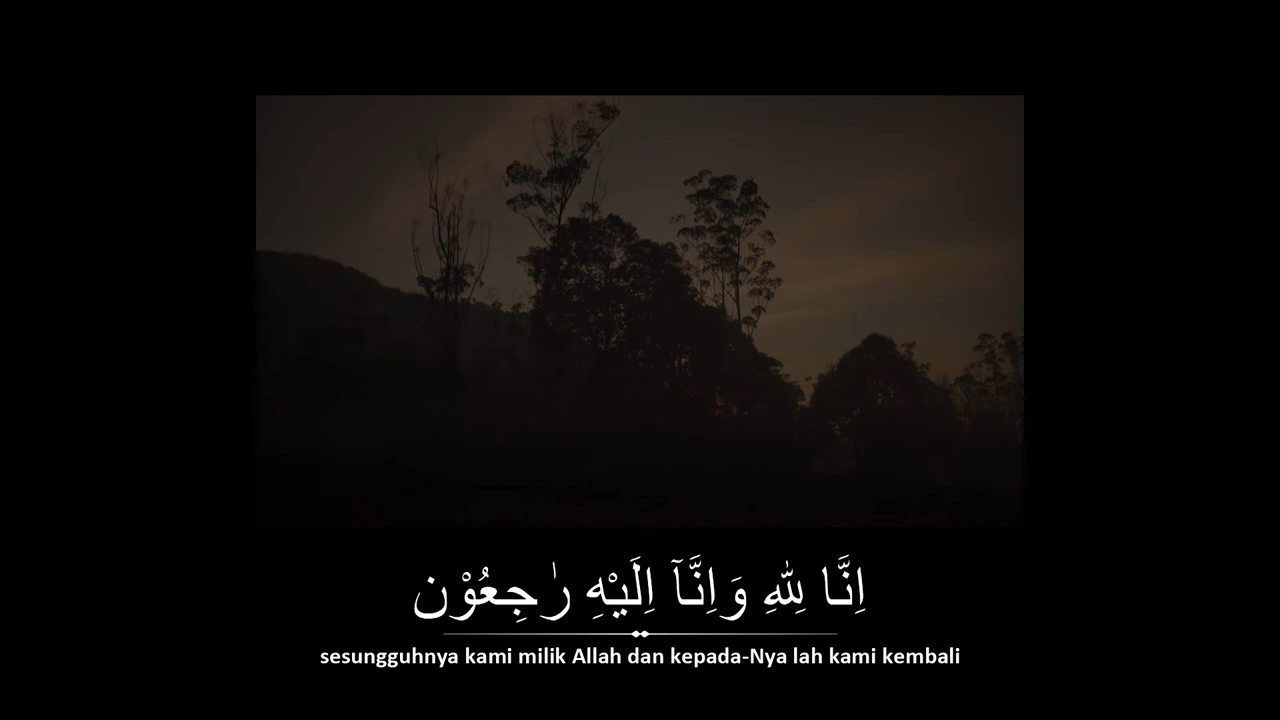 اِنَّا لِلّٰهِ وَاِنَّآ اِلَيْهِ رٰجِعُوْن
sesungguhnya kami milik Allah dan kepada-Nya lah kami kembali